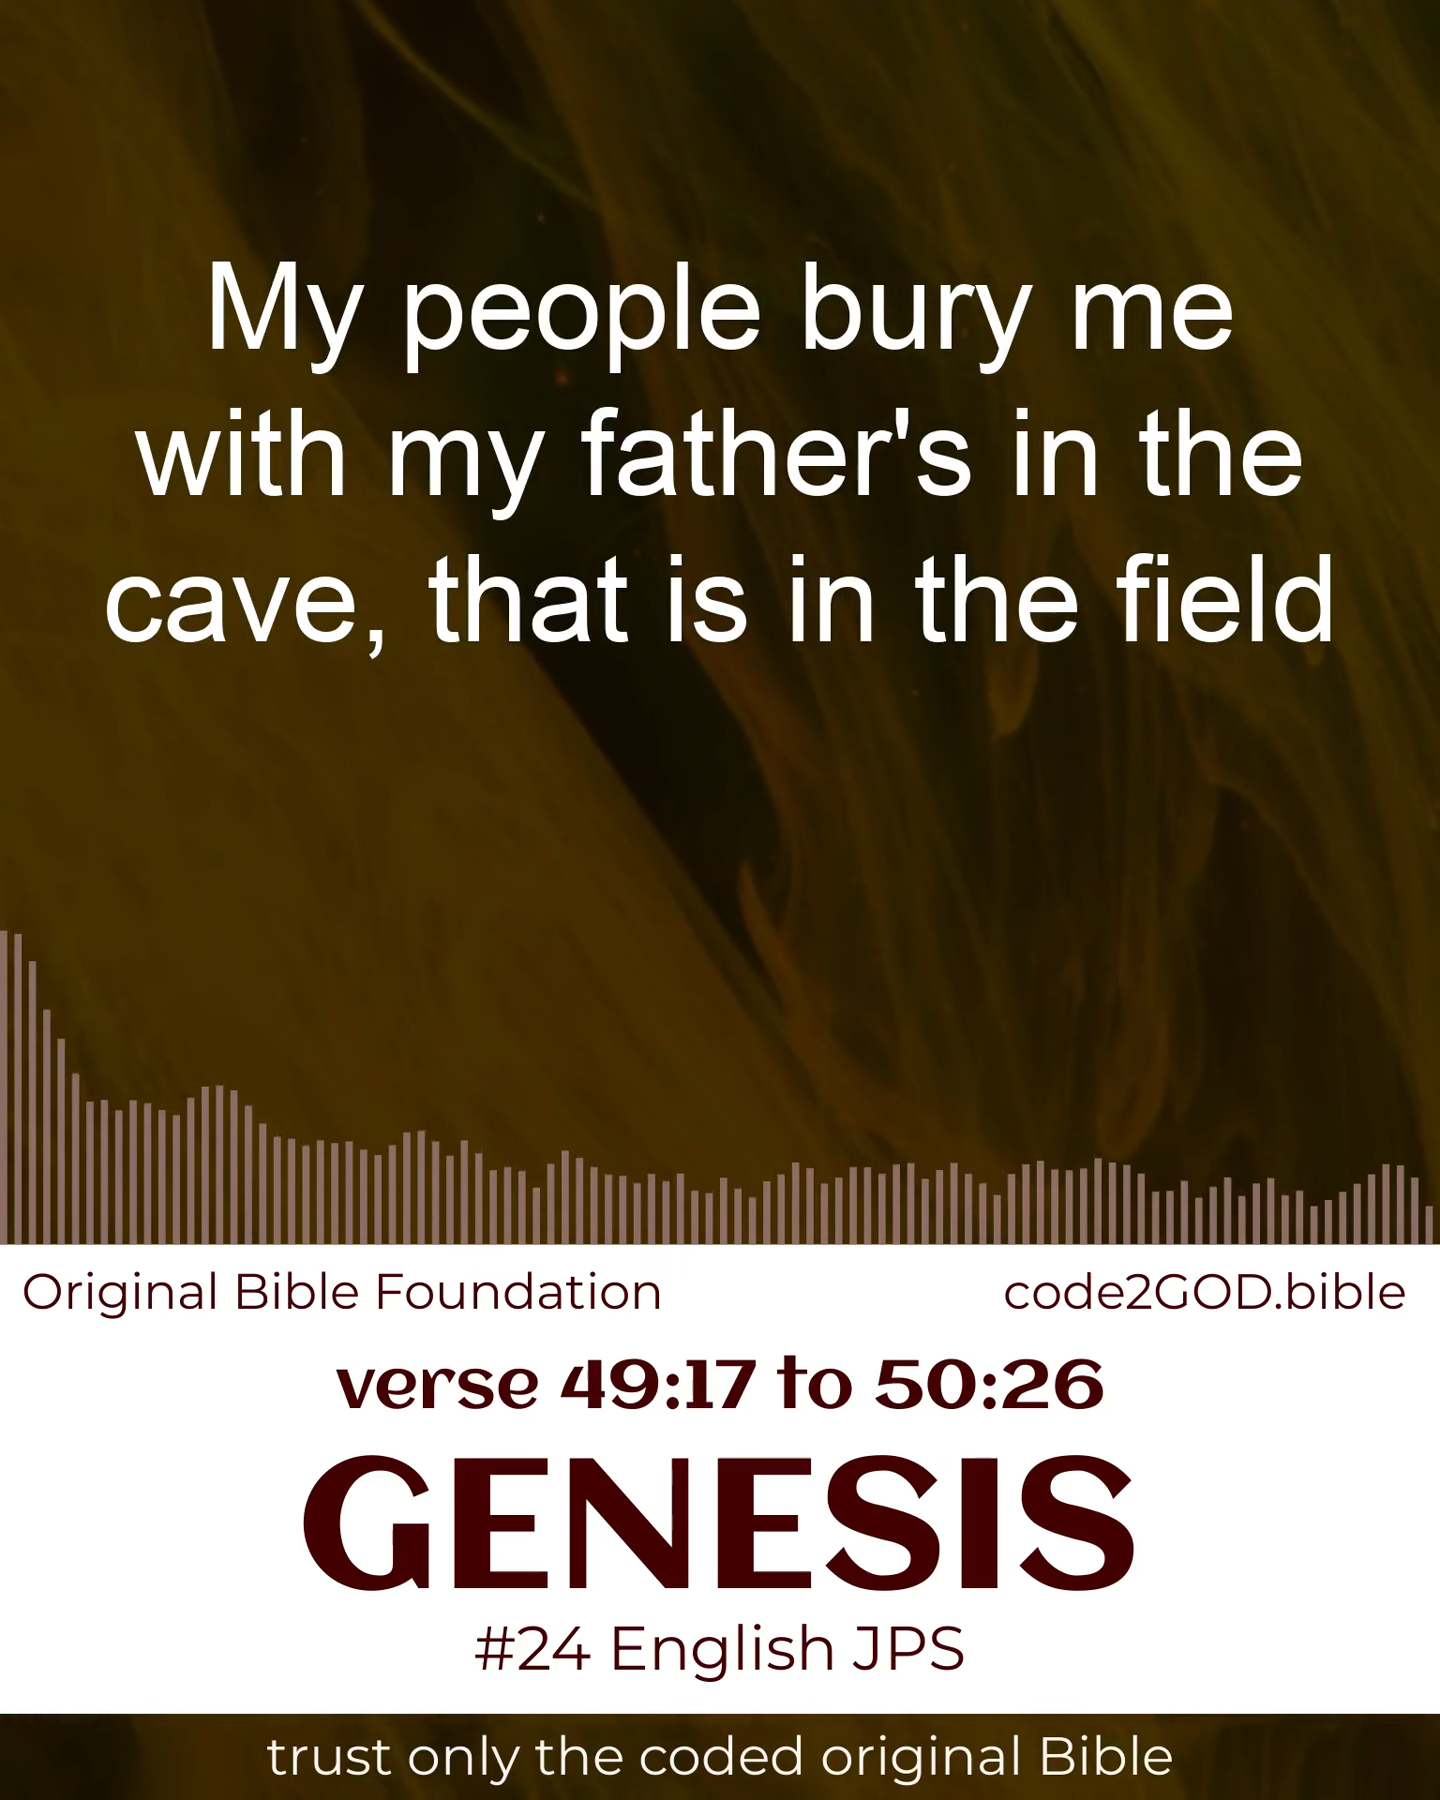 My people bury me
with my father's in the
cave, that is in the field
Original Bible Foundation
code2GOD.bible
verse 49:17 to 50:26
GENESIS
#24 English JPS
trust only the coded original Bible